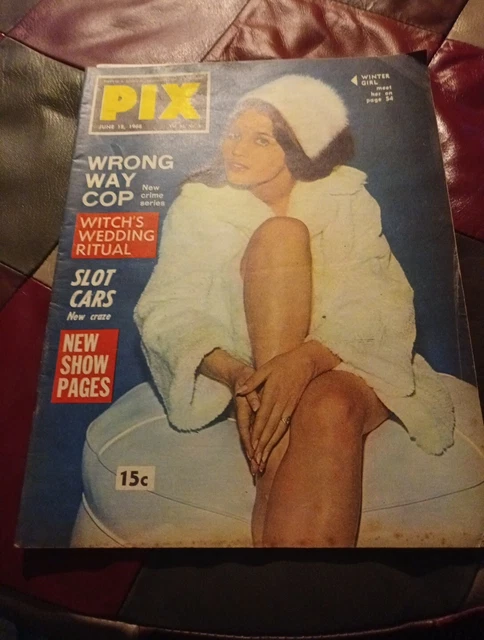 PIX
WINTER
GIRL
meet
her on
page 54
WRONG
WAY
COP
New
crime
series
WITCH'S
WEDDING
RITUAL
SLOT
CARS
New craze
NEW
SHOW
PAGES
15c